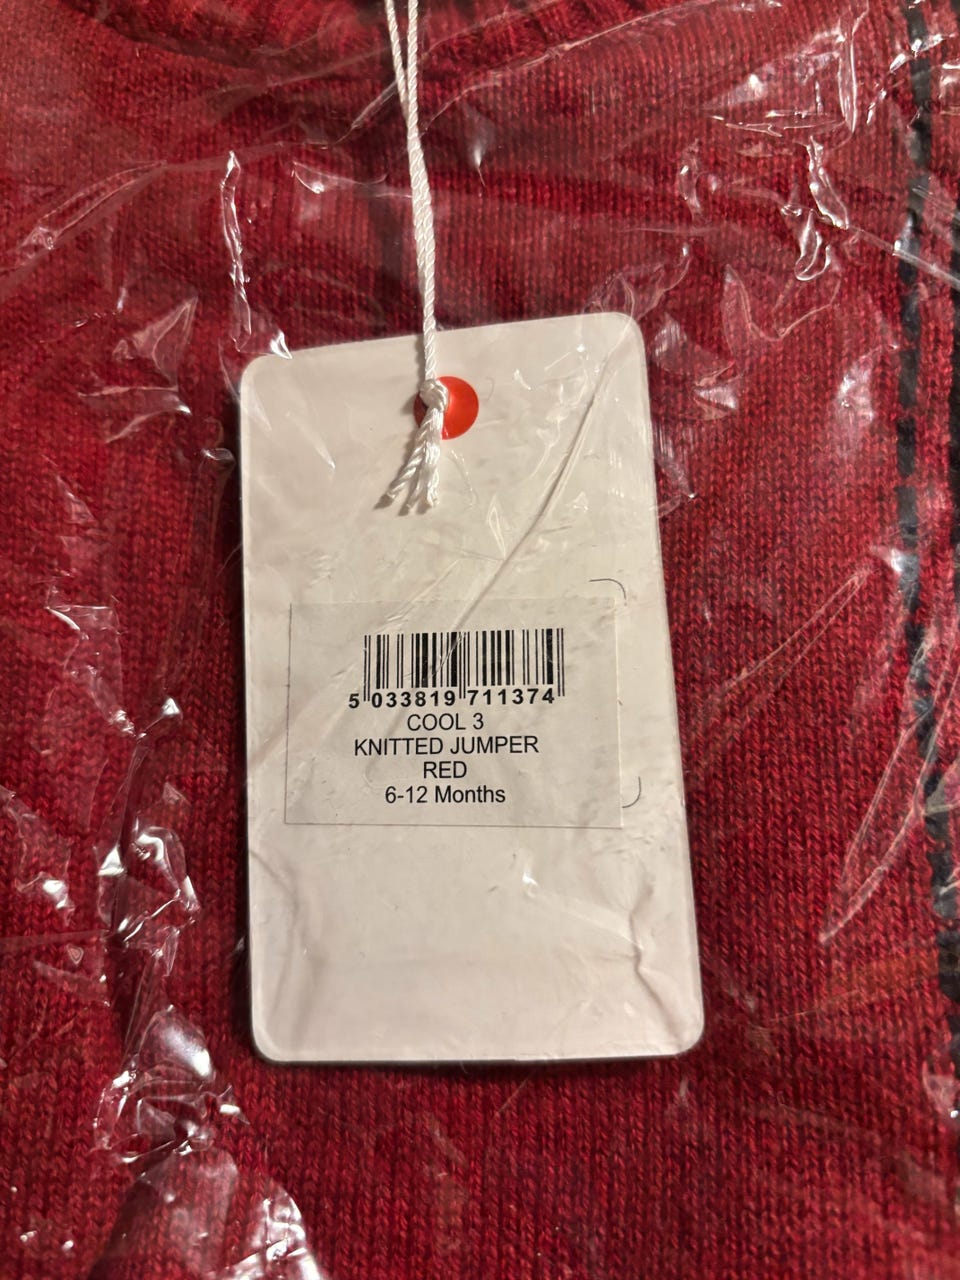 5 033819 711374
COOL 3
KNITTED JUMPER
RED
6-12 Months